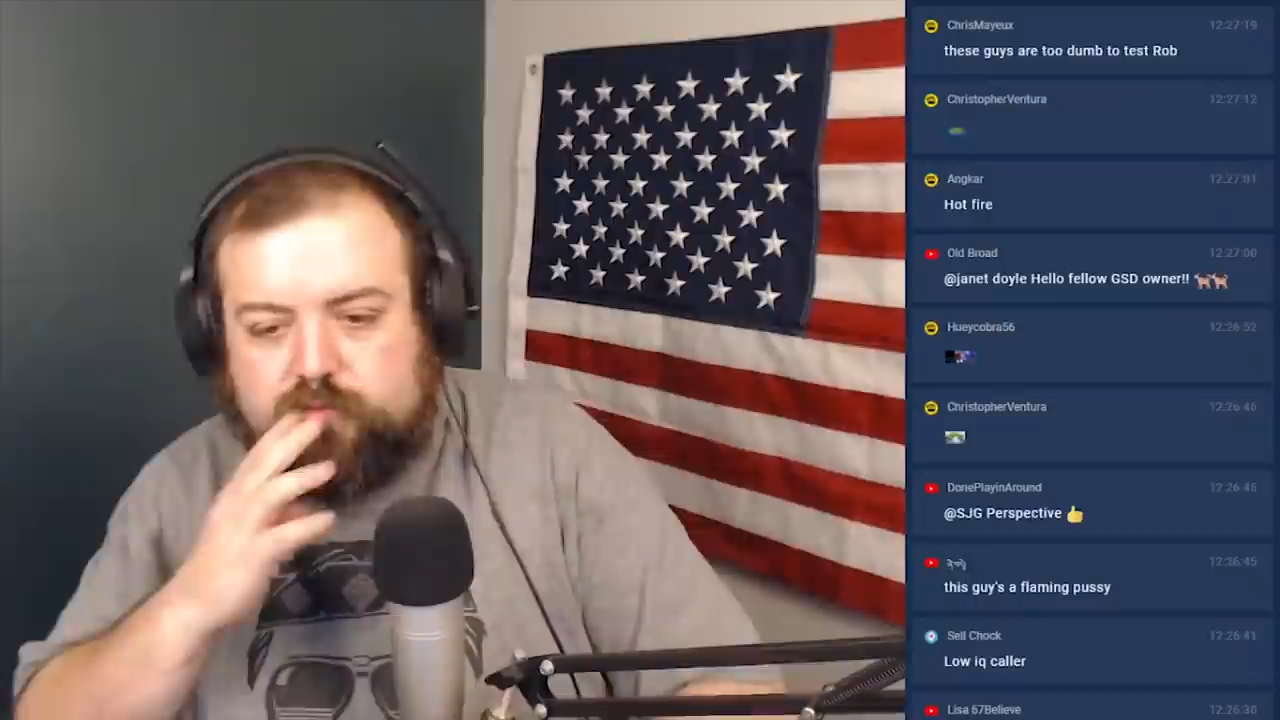 ChrisMayeux 12:27:19
these guys are too dumb to test Rob
ChristopherVentura 12:27:12
Angkar 12:27:01
Hot fire
Old Broad 12:27:00
@janet doyle Hello fellow GSD owner!!
Hueycobra56 12:26:52
ChristopherVentura 12:26:46
DonePlayinAround 12:26:45
@SJG Perspective 👍
12:26:45
this guy's a flaming pussy
Sell Chock 12:26:41
Low iq caller
Lisa 67Believe 12:26:30